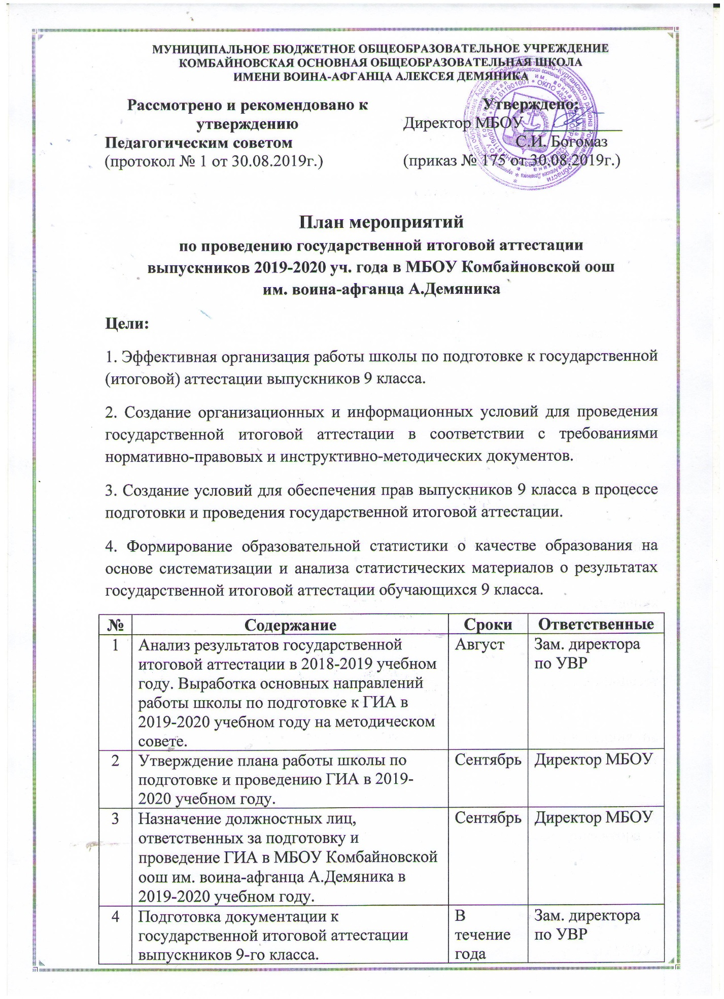 МУНИЦИПАЛЬНОЕ БЮДЖЕТНОЕ ОБЩЕОБРАЗОВАТЕЛЬНОЕ УЧРЕЖДЕНИЕ
КОМБАЙНОВСКАЯ ОСНОВНАЯ ОБЩЕОБРАЗОВАТЕЛЬНАЯ ШКОЛА
ИМЕНИ ВОИНА-АФГАНЦА АЛЕКСЕЯ ДЕМЯНИКА
Рассмотрено и рекомендовано к
утверждению
Педагогическим советом
(протокол № 1 от 30.08.2019г.)
Утверждено:
Директор МБОУ
С.И. Богомаз
(приказ № 175 от 30.08.2019г.)
План мероприятий
по проведению государственной итоговой аттестации
выпускников 2019-2020 уч. года в МБОУ Комбайновской оош
им. воина-афганца А.Демяника
Цели:
1. Эффективная организация работы школы по подготовке к государственной
(итоговой) аттестации выпускников 9 класса.
2. Создание организационных и информационных условий для проведения
государственной итоговой аттестации в соответствии с требованиями
нормативно-правовых и инструктивно-методических документов.
3. Создание условий для обеспечения прав выпускников 9 класса в процессе
подготовки и проведения государственной итоговой аттестации.
4. Формирование образовательной статистики о качестве образования на
основе систематизации и анализа статистических материалов о результатах
государственной итоговой аттестации обучающихся 9 класса.
№ Содержание Сроки Ответственные
1 Анализ результатов государственной Август Зам. директора
итоговой аттестации в 2018-2019 учебном по УВР
году. Выработка основных направлений
работы школы по подготовке к ГИА в
2019-2020 учебном году на методическом
совете.
2 Утверждение плана работы школы по Сентябрь Директор МБОУ
подготовке и проведению ГИА в 2019-
2020 учебном году.
3 Назначение должностных лиц, Сентябрь Директор МБОУ
ответственных за подготовку и
проведение ГИА в МБОУ Комбайновской
оош им. воина-афганца А.Демяника в
2019-2020 учебном году.
4 Подготовка документации к В Зам. директора
государственной итоговой аттестации течение по УВР
выпускников 9-го класса. года